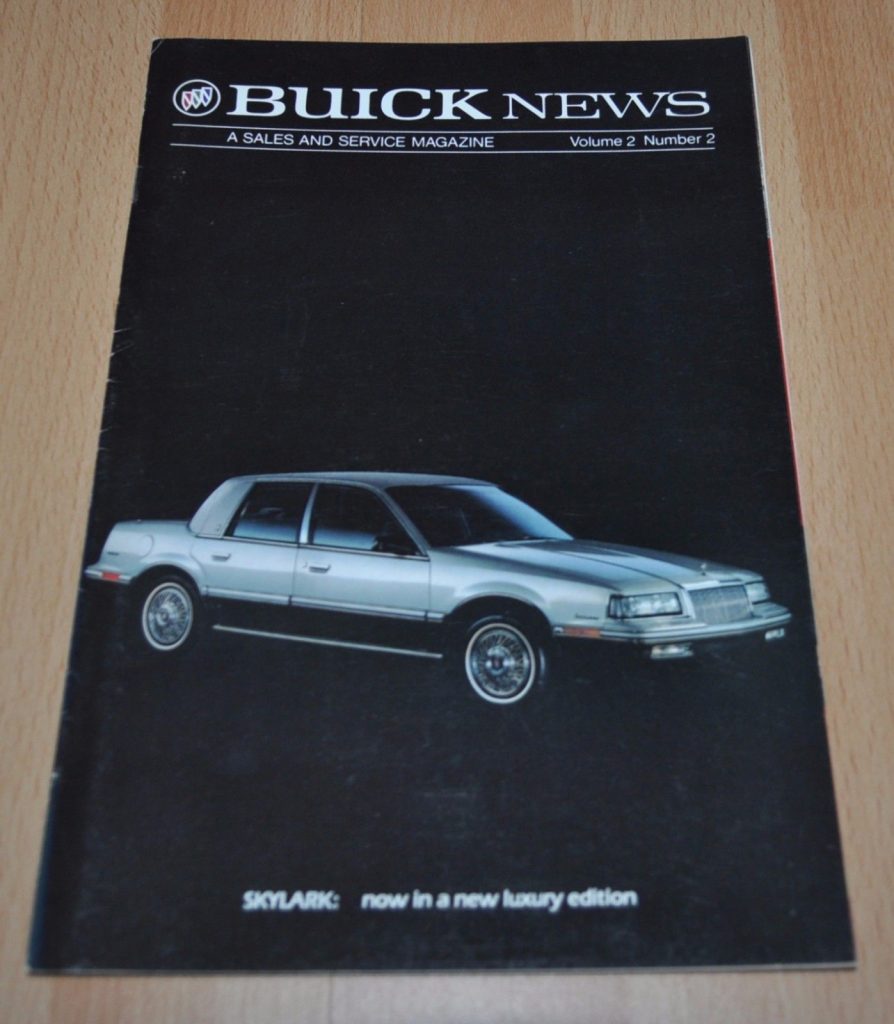 BUICK NEWS
A SALES AND SERVICE MAGAZINE Volume 2 Number 2
SKYLARK: now in a new luxury edition